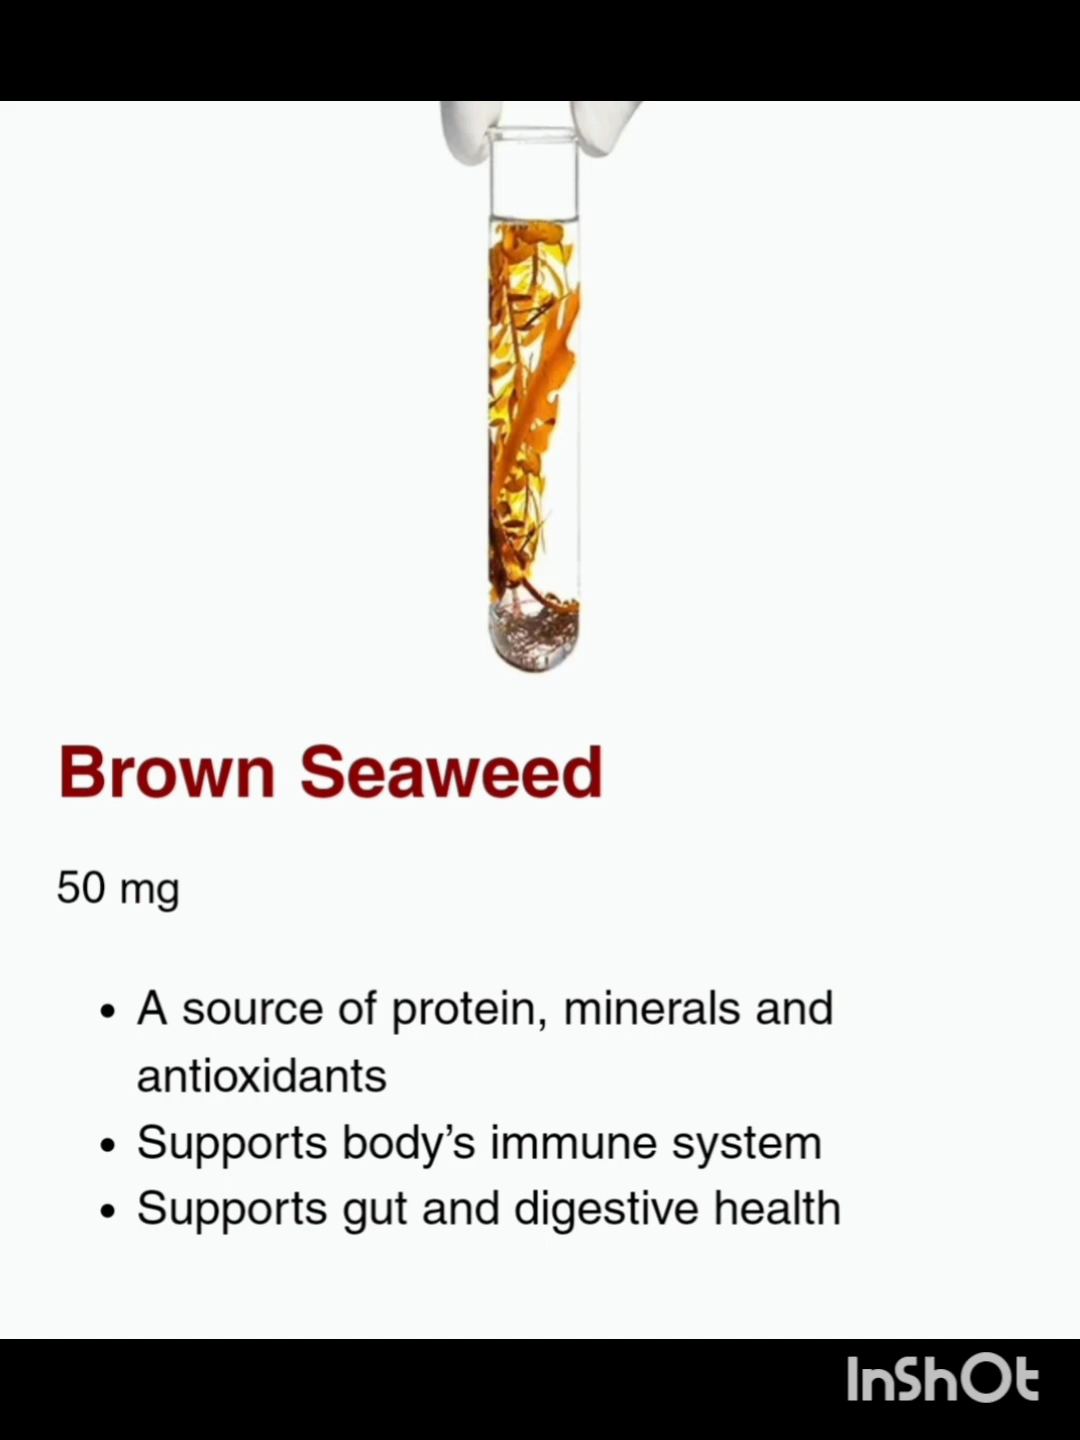 Brown Seaweed
50 mg
• A source of protein, minerals and
antioxidants
• Supports body’s immune system
• Supports gut and digestive health
InShOt